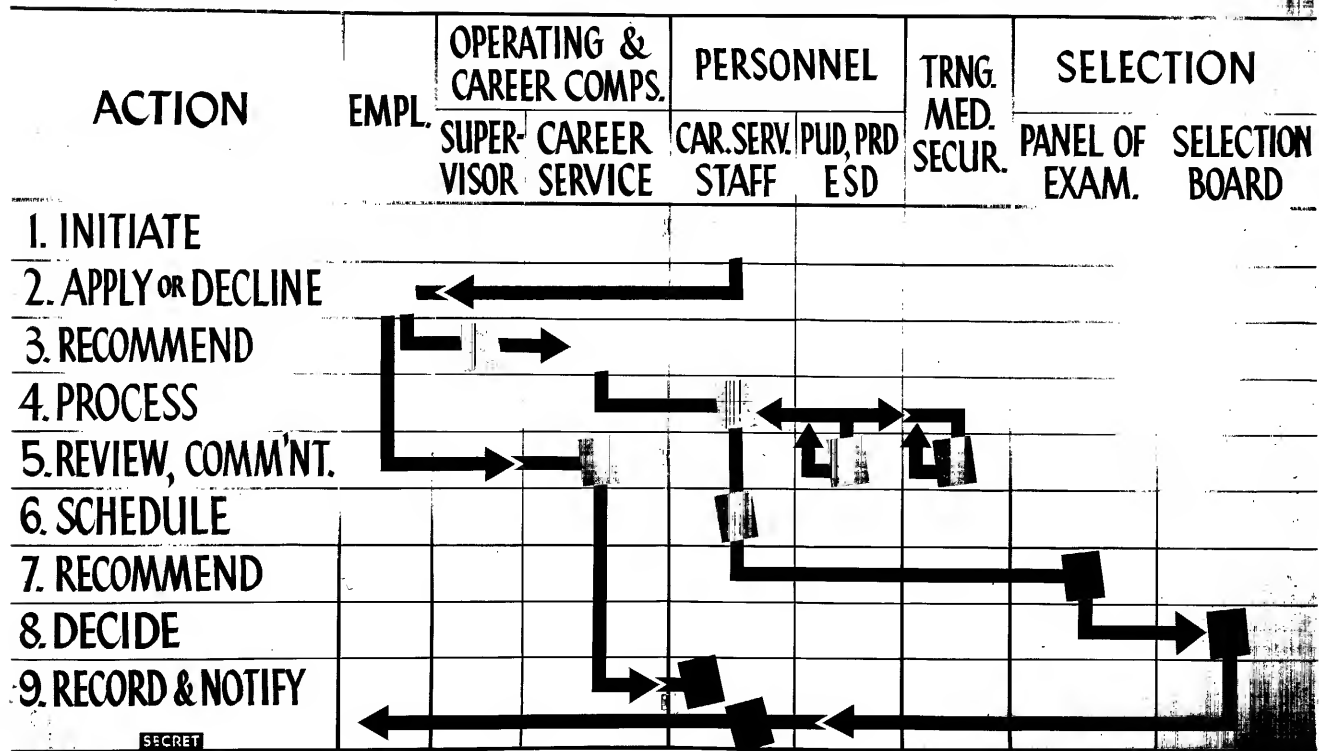 ACTION
EMPL.
OPERATING &
CAREER COMPS.
SUPER-
VISOR
CAREER
SERVICE
PERSONNEL
CAR. SERV.
STAFF
PUD, PRD
ESD
TRNG.
MED.
SECUR.
SELECTION
PANEL OF
EXAM.
SELECTION
BOARD
1. INITIATE
2. APPLY OR DECLINE
3. RECOMMEND
4. PROCESS
5. REVIEW, COMM'NT.
6. SCHEDULE
7. RECOMMEND
8. DECIDE
9. RECORD & NOTIFY
SECRET